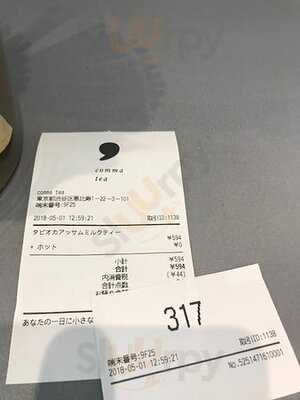 comma
tea
comma tea
東京都渋谷区恵比寿1-22-3-101
端末番号:9F25
2018-05-01 12:59:21 取引ID:1138
タピオカアッサムミルクティー
¥594
・ホット ¥0
小計 ¥594
合計 ¥594
内消費税 (¥44)
合計点数
あなたの一日に小さな
317
取引ID:1138
端末番号:9F25
2018-05-01 12:59:21 No.5251471610001